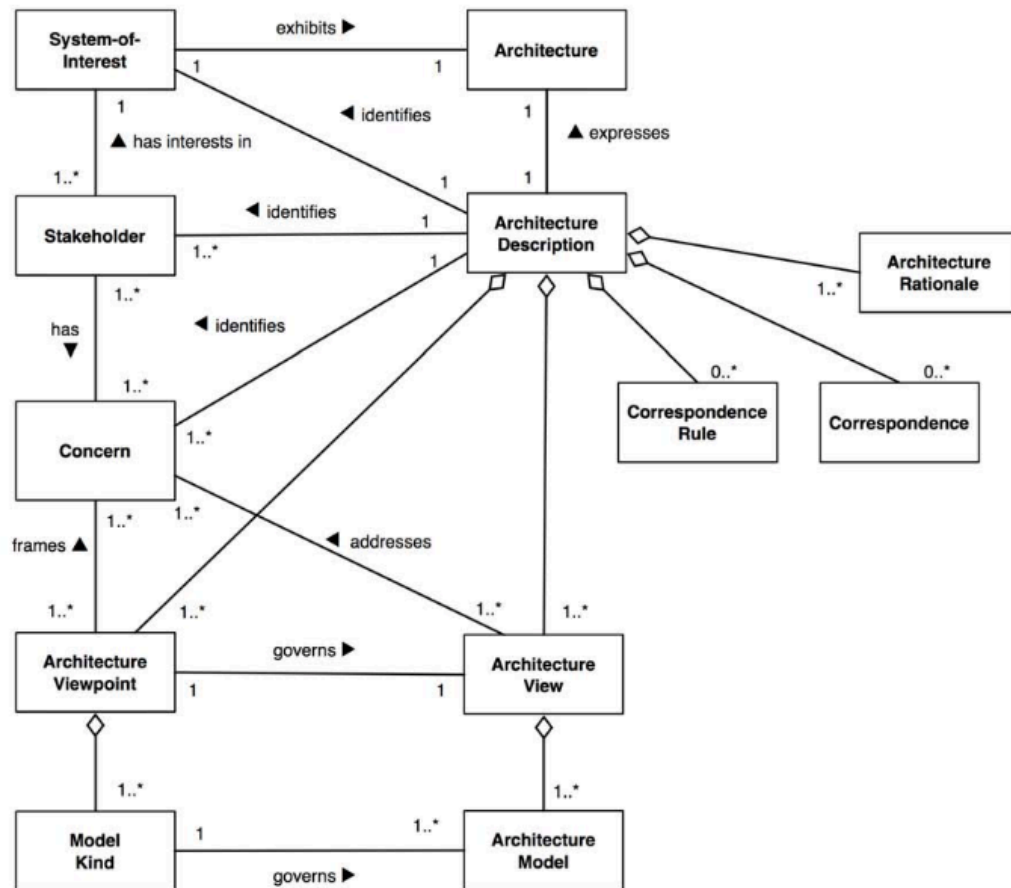 System-of-
Interest
exhibits ▶
Architecture
1
1
1
◀ identifies
1
▲ has interests in
▲ expresses
1..*
1
1
Stakeholder
◀ identifies
1
Architecture
Description
1..*
1..*
1
Architecture
Rationale
1..*
has
▼
◀ identifies
1..*
0..*
0..*
Correspondence
Rule
Correspondence
1..*
Concern
1..*
1..*
frames ▲
◀ addresses
1..*
1..*
1..*
1..*
Architecture
Viewpoint
governs ▶
Architecture
View
1
1
1..*
1..*
Model
Kind
1
1..*
Architecture
Model
governs ▶